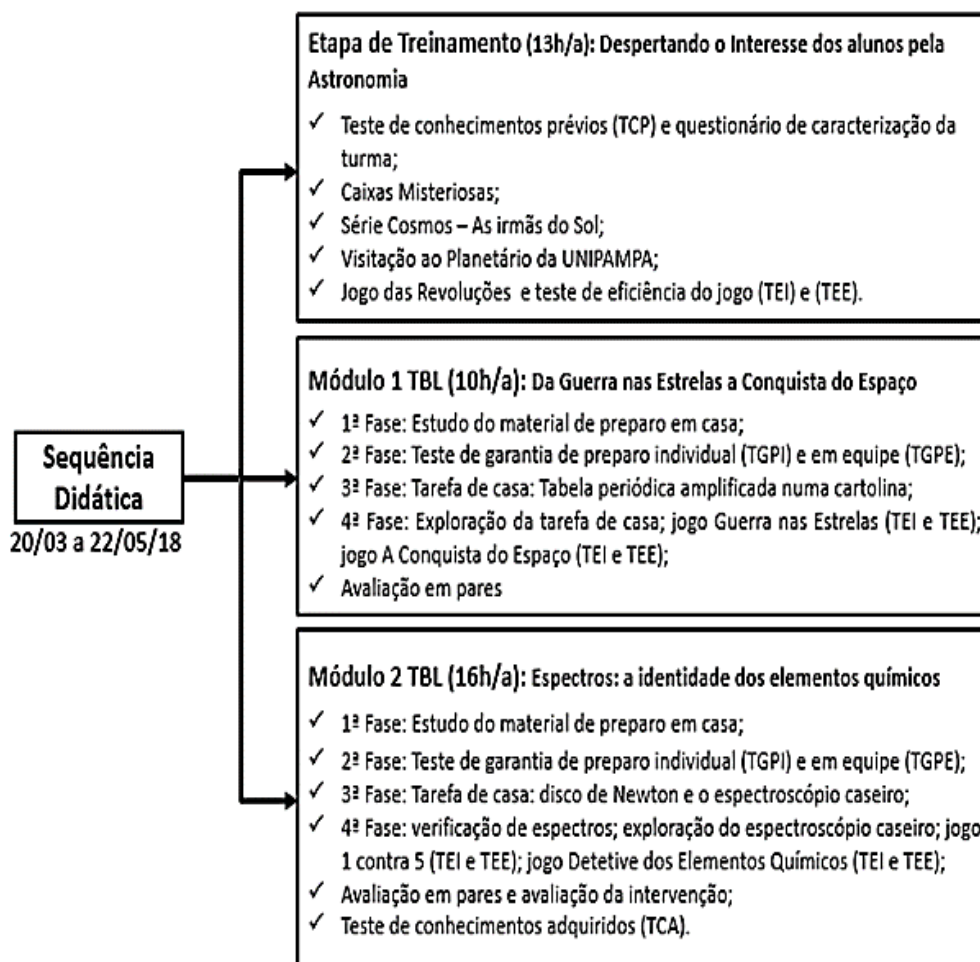 Sequência
Didática
20/03 a 22/05/18
Etapa de Treinamento (13h/a): Despertando o Interesse dos alunos pela
Astronomia
✓ Teste de conhecimentos prévios (TCP) e questionário de caracterização da
turma;
✓ Caixas Misteriosas;
✓ Série Cosmos – As irmãs do Sol;
✓ Visitação ao Planetário da UNIPAMPA;
✓ Jogo das Revoluções e teste de eficiência do jogo (TEI) e (TEE).
Módulo 1 TBL (10h/a): Da Guerra nas Estrelas a Conquista do Espaço
✓ 1ª Fase: Estudo do material de preparo em casa;
✓ 2ª Fase: Teste de garantia de preparo individual (TGPI) e em equipe (TGPE);
✓ 3ª Fase: Tarefa de casa: Tabela periódica amplificada numa cartolina;
✓ 4ª Fase: Exploração da tarefa de casa; jogo Guerra nas Estrelas (TEI e TEE);
jogo A Conquista do Espaço (TEI e TEE);
✓ Avaliação em pares
Módulo 2 TBL (16h/a): Espectros: a identidade dos elementos químicos
✓ 1ª Fase: Estudo do material de preparo em casa;
✓ 2ª Fase: Teste de garantia de preparo individual (TGPI) e em equipe (TGPE);
✓ 3ª Fase: Tarefa de casa: disco de Newton e o espectroscópio caseiro;
✓ 4ª Fase: verificação de espectros; exploração do espectroscópio caseiro; jogo
1 contra 5 (TEI e TEE); jogo Detetive dos Elementos Químicos (TEI e TEE);
✓ Avaliação em pares e avaliação da intervenção;
✓ Teste de conhecimentos adquiridos (TCA).